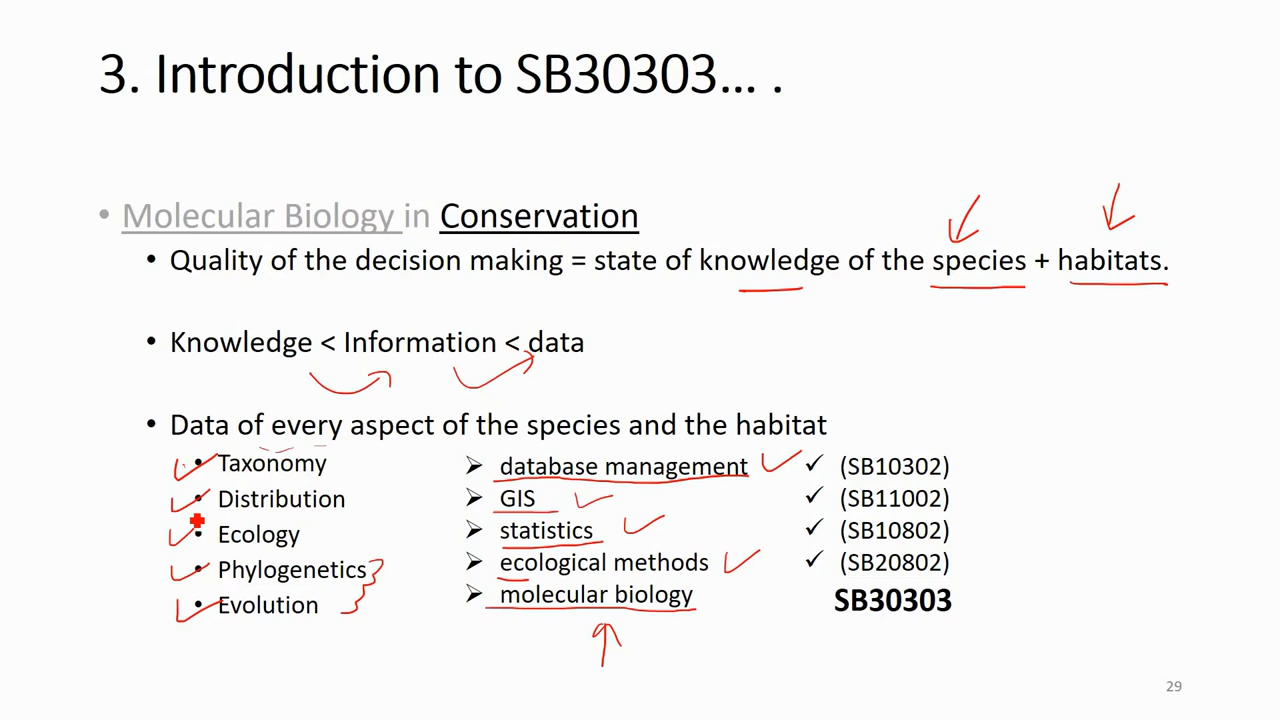 3. Introduction to SB30303... .
• Molecular Biology in Conservation
• Quality of the decision making = state of knowledge of the species + habitats.
• Knowledge < Information < data
• Data of every aspect of the species and the habitat
• Taxonomy
• Distribution
• Ecology
• Phylogenetics
• Evolution
➢ database management
➢ GIS
➢ statistics
➢ ecological methods
➢ molecular biology
✓ (SB10302)
✓ (SB11002)
✓ (SB10802)
✓ (SB20802)
SB30303
29